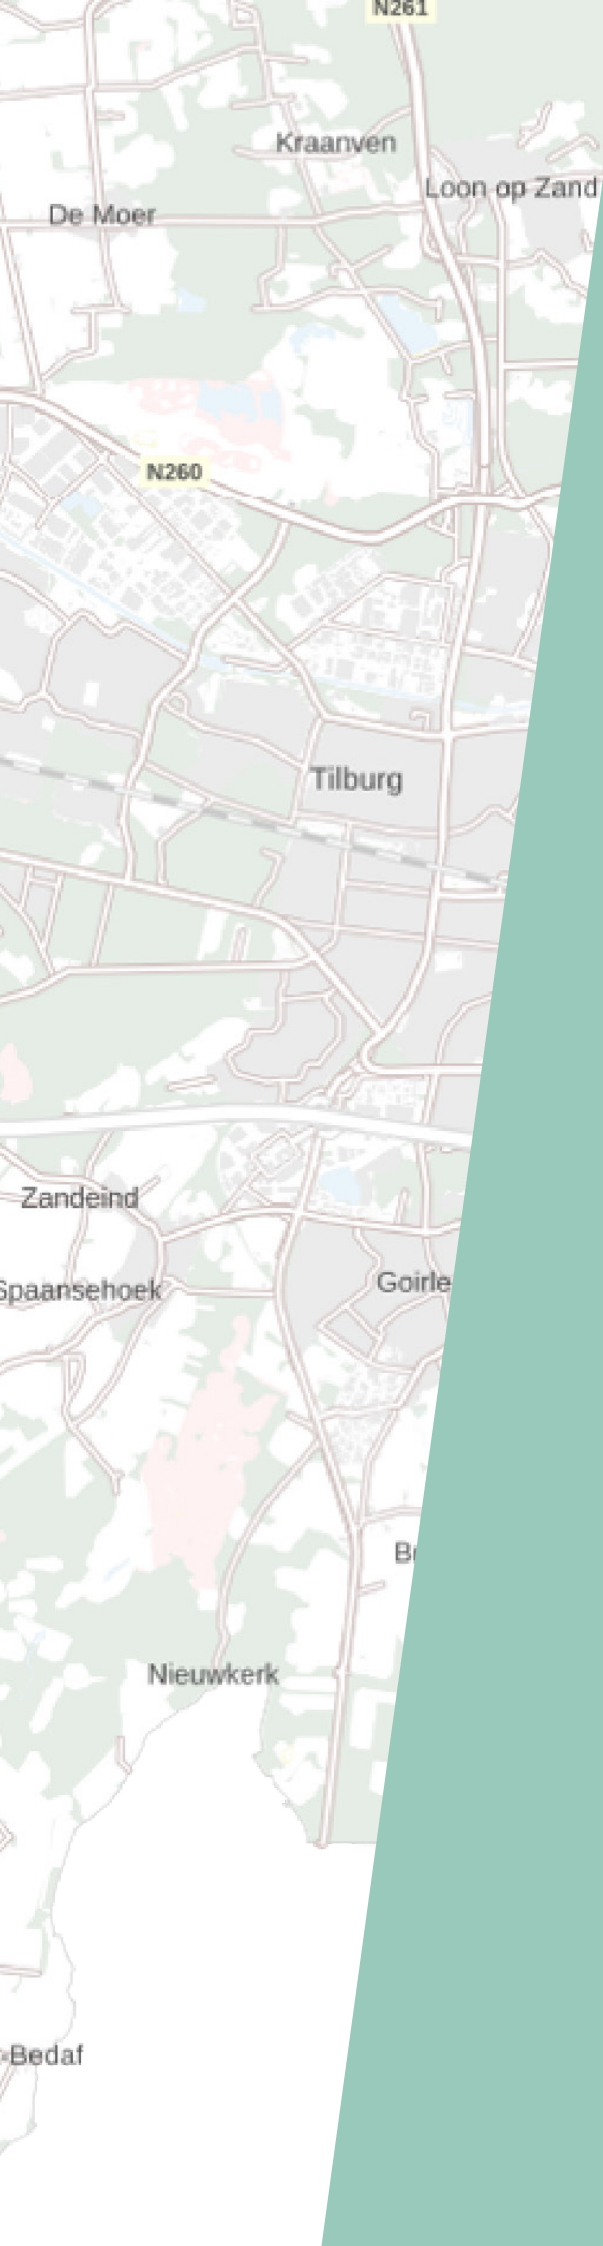 N261
Kraanven
Loon op Zand
De Moer
N260
Tilburg
Zandeind
Spaansehoek
Goirle
Nieuwkerk
Bedaf